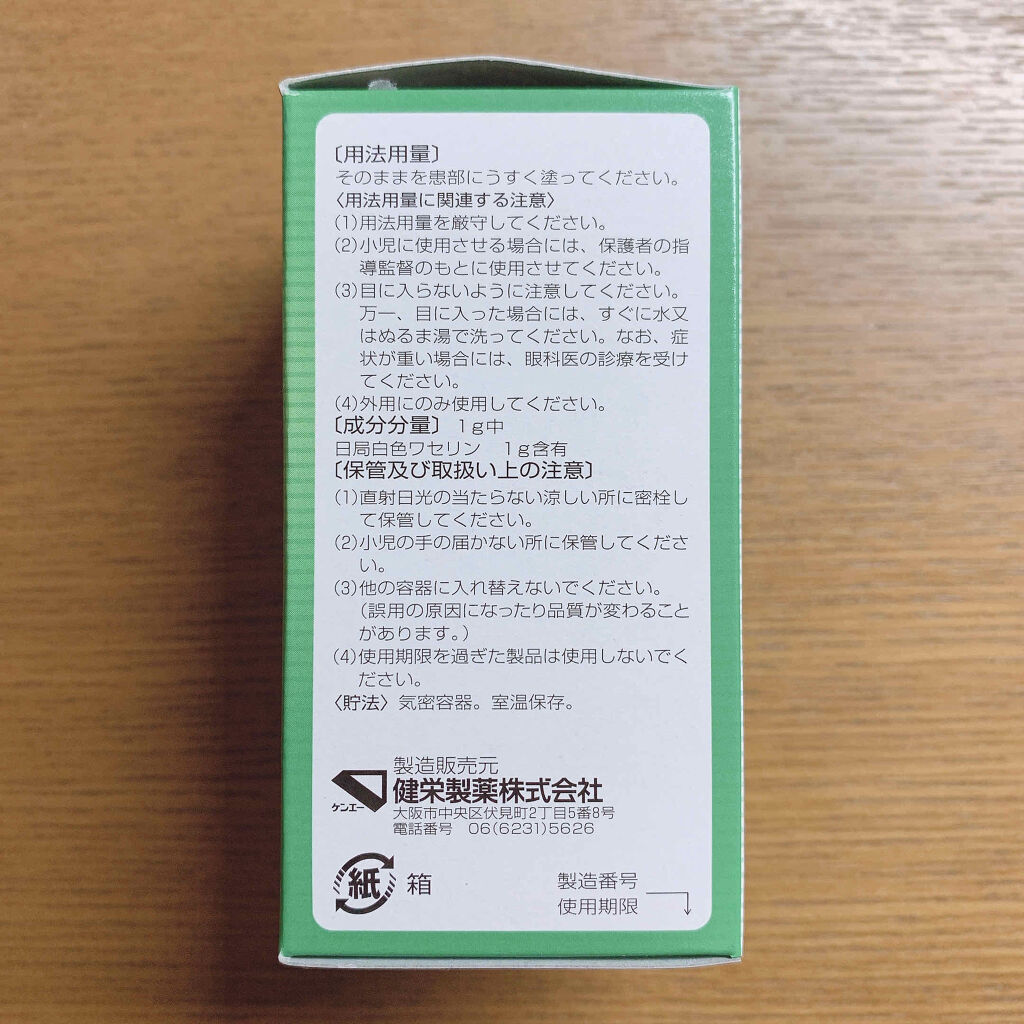 〔用法用量〕
そのままを患部にうすく塗ってください。
〈用法用量に関連する注意〉
(1)用法用量を厳守してください。
(2)小児に使用させる場合には、保護者の指
導監督のもとに使用させてください。
(3)目に入らないように注意してください。
万一、目に入った場合には、すぐに水又
はぬるま湯で洗ってください。なお、症
状が重い場合には、眼科医の診療を受け
てください。
(4)外用にのみ使用してください。
〔成分分量〕 1g中
日局白色ワセリン 1g含有
〔保管及び取扱い上の注意〕
(1)直射日光の当たらない涼しい所に密栓し
て保管してください。
(2)小児の手の届かない所に保管してくださ
い。
(3)他の容器に入れ替えないでください。
(誤用の原因になったり品質が変わること
があります。)
(4)使用期限を過ぎた製品は使用しないでく
ださい。
〈貯法〉気密容器。室温保存。
製造販売元
ケンエー 健栄製薬株式会社
大阪市中央区伏見町2丁目5番8号
電話番号 06(6231)5626
紙 箱
製造番号
使用期限